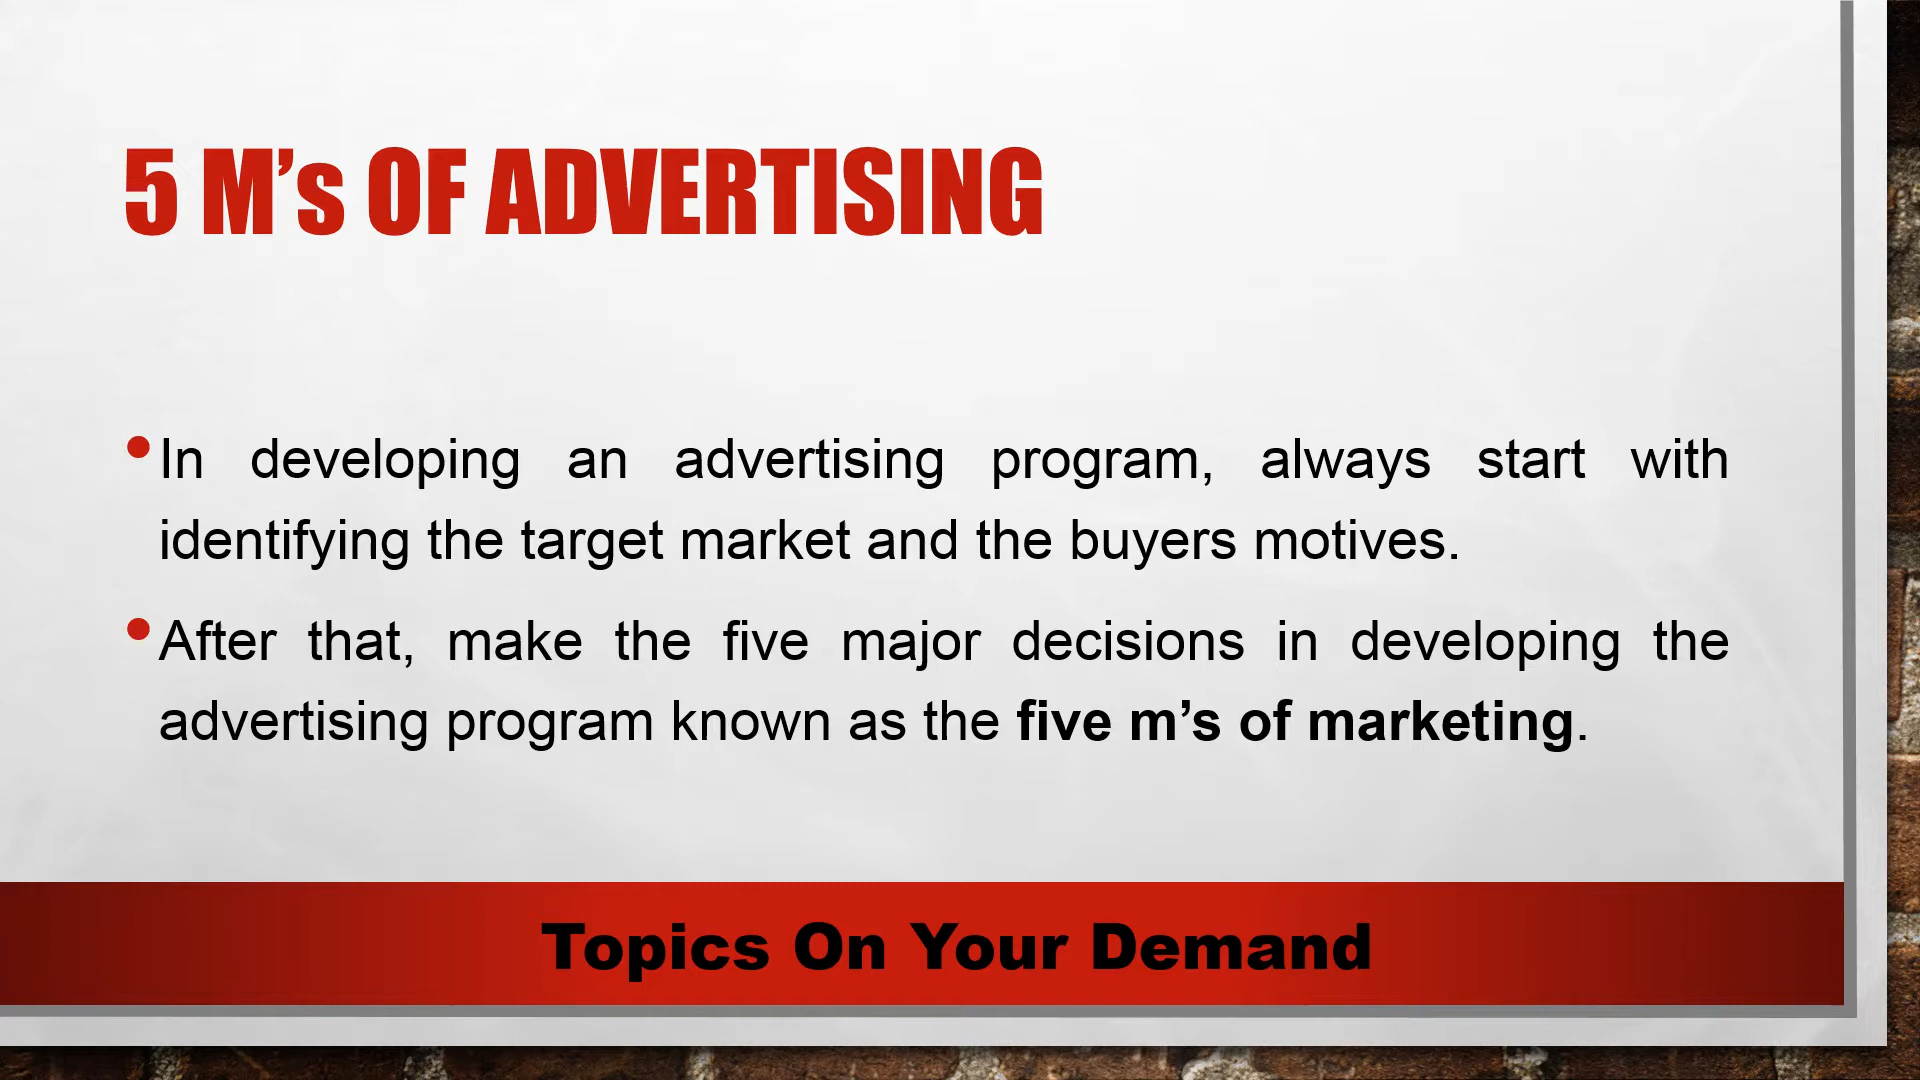 5 M’s OF ADVERTISING
•In developing an advertising program, always start with
identifying the target market and the buyers motives.
•After that, make the five major decisions in developing the
advertising program known as the five m’s of marketing.
Topics On Your Demand